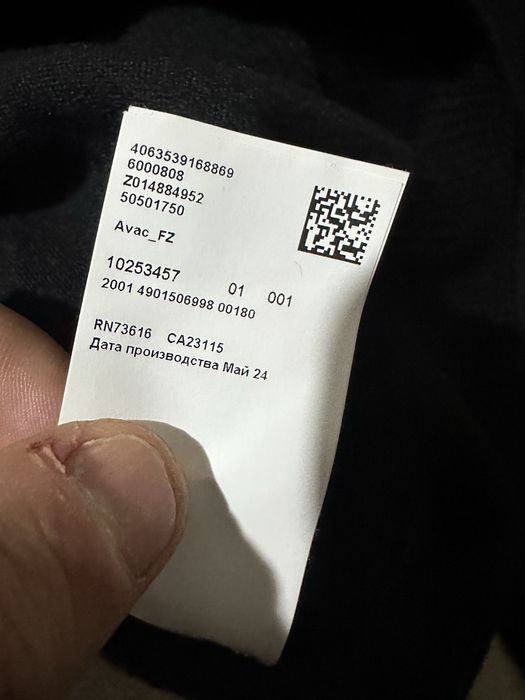 4063539168869
6000808
Z014884952
50501750
Avac_FZ
10253457 01 001
2001 4901506998 00180
RN73616 CA23115
Дата производства Май 24